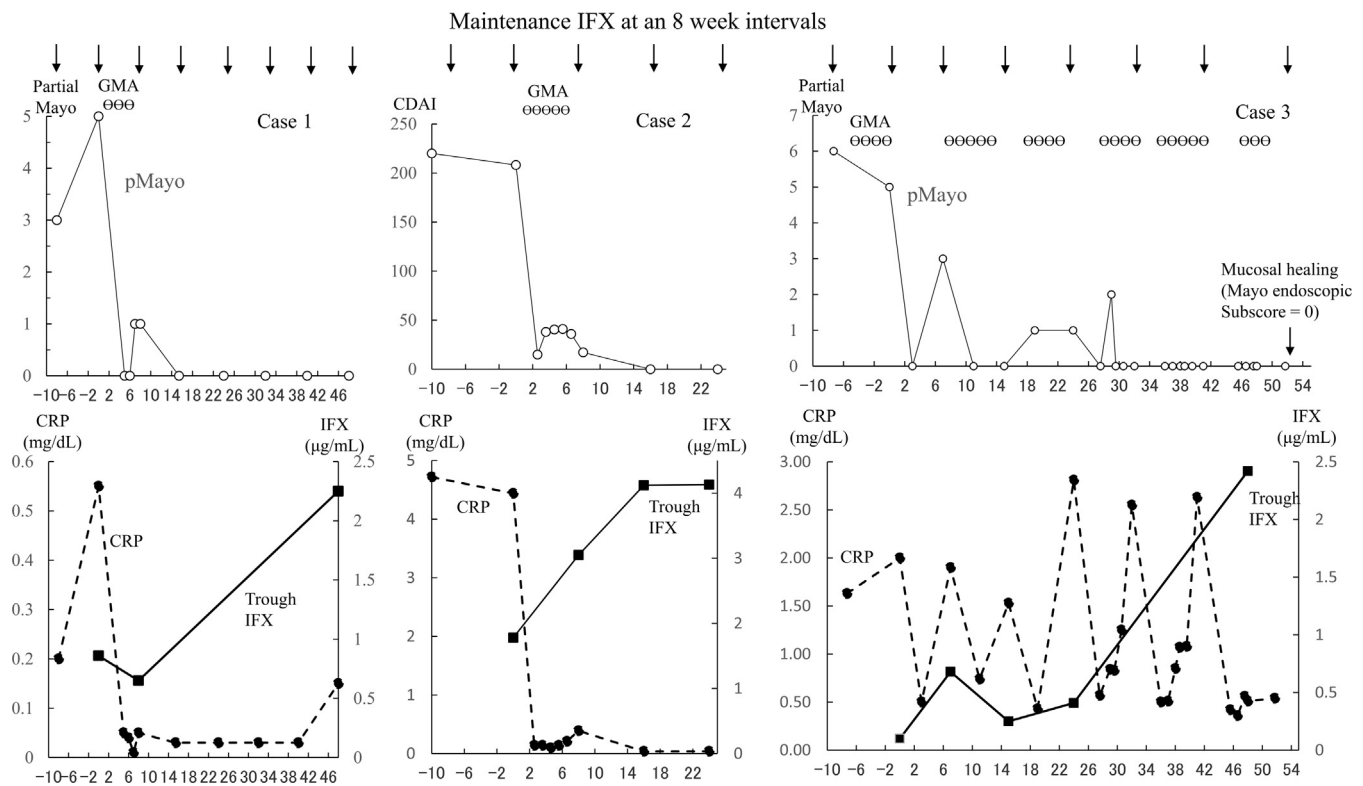 Maintenance IFX at an 8 week intervals
Partial
Mayo
GMA
Case 1
pMayo
5
4
3
2
1
0
-10-6 -2 2 6 10 14 18 22 26 30 34 38 42 46
CDAI
GMA
Case 2
250
200
150
100
50
0
-10 -6 -2 2 6 10 14 18 22
Partial
Mayo
GMA
Case 3
pMayo
7
6
5
4
3
2
1
0
Mucosal healing
(Mayo endoscopic
Subscore = 0)
-10 -6 -2 2 6 10 14 18 22 26 30 34 38 42 46 50 54
CRP
(mg/dL)
IFX
(μg/mL)
0.6
0.5
0.4
0.3
0.2
0.1
0
CRP
Trough
IFX
2.5
2
1.5
1
0.5
0
-10-6 -2 2 6 10 14 18 22 26 30 34 38 42 46
CRP
(mg/dL)
IFX
(μg/mL)
5
4
3
2
1
0
CRP
Trough
IFX
4
3
2
1
0
-10 -6 -2 2 6 10 14 18 22
CRP
(mg/dL)
IFX
(μg/mL)
3.00
2.50
2.00
1.50
1.00
0.50
0.00
CRP
Trough
IFX
2.5
2
1.5
1
0.5
0
-10 -6 -2 2 6 10 14 18 22 26 30 34 38 42 46 50 54